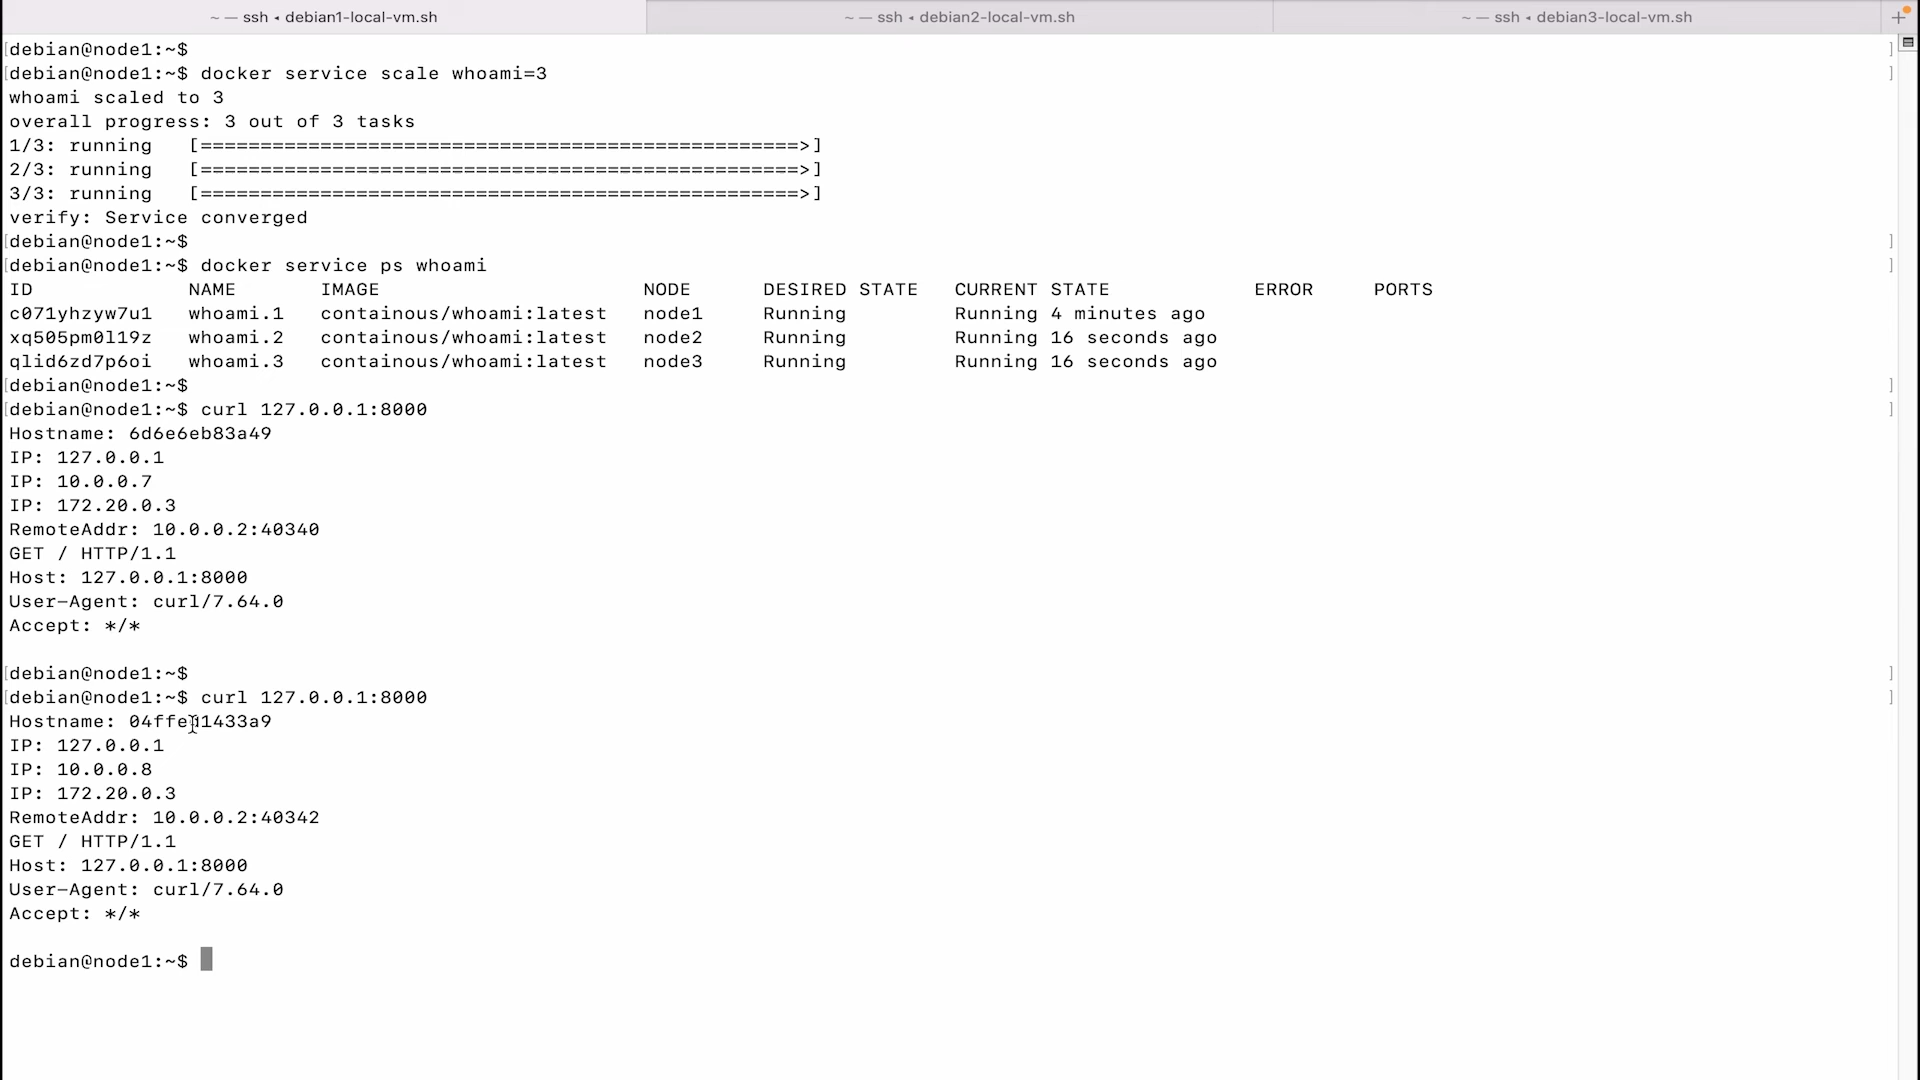 ~ — ssh ◂ debian1-local-vm.sh
~ — ssh ◂ debian2-local-vm.sh
~ — ssh ◂ debian3-local-vm.sh
debian@node1:~$
debian@node1:~$ docker service scale whoami=3
whoami scaled to 3
overall progress: 3 out of 3 tasks
1/3: running   [==================================================>]
2/3: running   [==================================================>]
3/3: running   [==================================================>]
verify: Service converged
debian@node1:~$
debian@node1:~$ docker service ps whoami
ID             NAME       IMAGE                      NODE      DESIRED STATE   CURRENT STATE            ERROR     PORTS
c071yhzyw7u1   whoami.1   containous/whoami:latest   node1     Running         Running 4 minutes ago
xq505pm0l19z   whoami.2   containous/whoami:latest   node2     Running         Running 16 seconds ago
qlid6zd7p6oi   whoami.3   containous/whoami:latest   node3     Running         Running 16 seconds ago
debian@node1:~$
debian@node1:~$ curl 127.0.0.1:8000
Hostname: 6d6e6eb83a49
IP: 127.0.0.1
IP: 10.0.0.7
IP: 172.20.0.3
RemoteAddr: 10.0.0.2:40340
GET / HTTP/1.1
Host: 127.0.0.1:8000
User-Agent: curl/7.64.0
Accept: */*
debian@node1:~$
debian@node1:~$ curl 127.0.0.1:8000
Hostname:
IP: 127.0.0.1
IP: 10.0.0.8
IP: 172.20.0.3
RemoteAddr: 10.0.0.2:40342
GET / HTTP/1.1
Host: 127.0.0.1:8000
User-Agent: curl/7.64.0
Accept: */*
debian@node1:~$